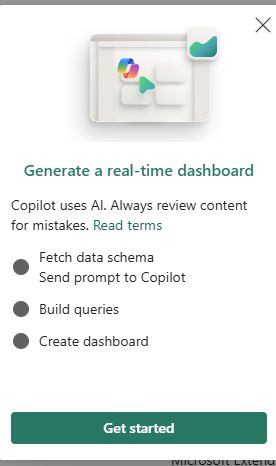 Generate a real-time dashboard
Copilot uses AI. Always review content
for mistakes. Read terms
Fetch data schema
Send prompt to Copilot
Build queries
Create dashboard
Get started
Microsoft Extend